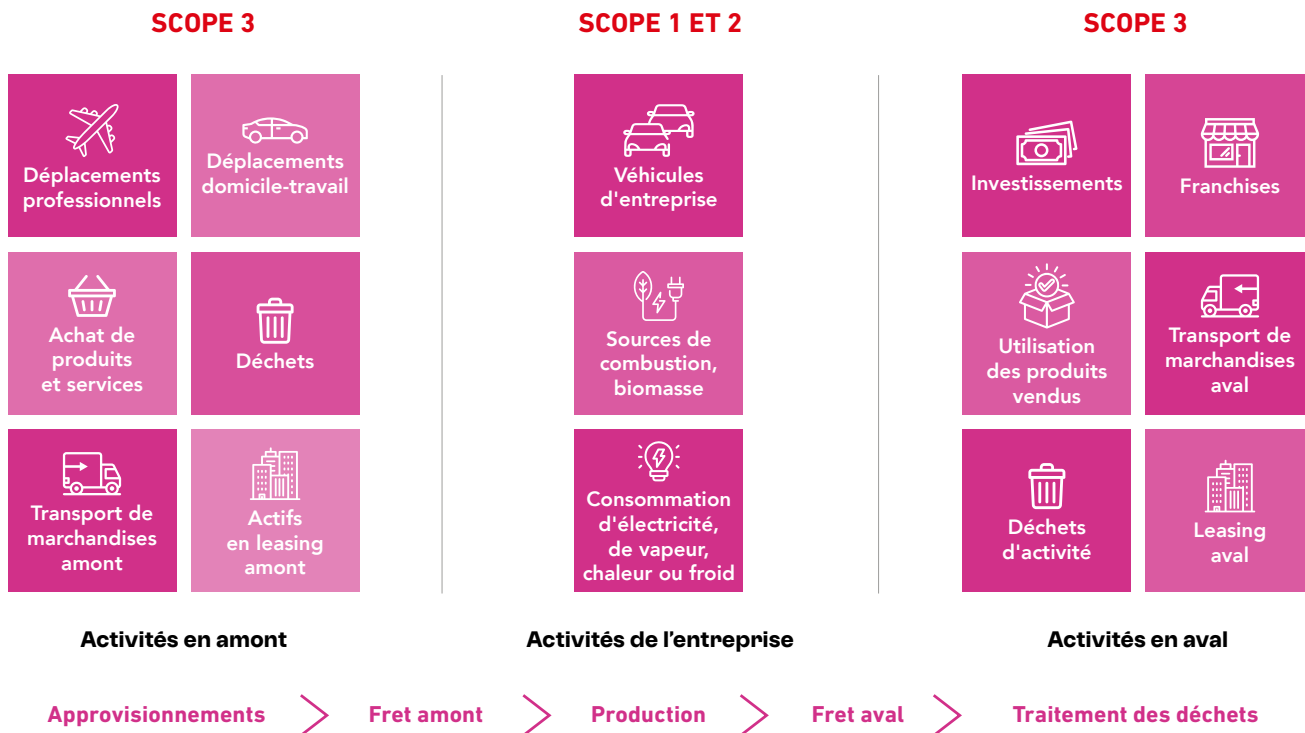 SCOPE 3
SCOPE 1 ET 2
SCOPE 3
Déplacements
professionnels
Déplacements
domicile-travail
Achat de
produits
et services
Déchets
Transport de
marchandises
amont
Actifs
en leasing
amont
Véhicules
d'entreprise
Sources de
combustion,
biomasse
Consommation
d'électricité,
de vapeur,
chaleur ou froid
Investissements
Franchises
Utilisation
des produits
vendus
Transport de
marchandises
aval
Déchets
d'activité
Leasing
aval
Activités en amont
Activités de l’entreprise
Activités en aval
Approvisionnements
Fret amont
Production
Fret aval
Traitement des déchets